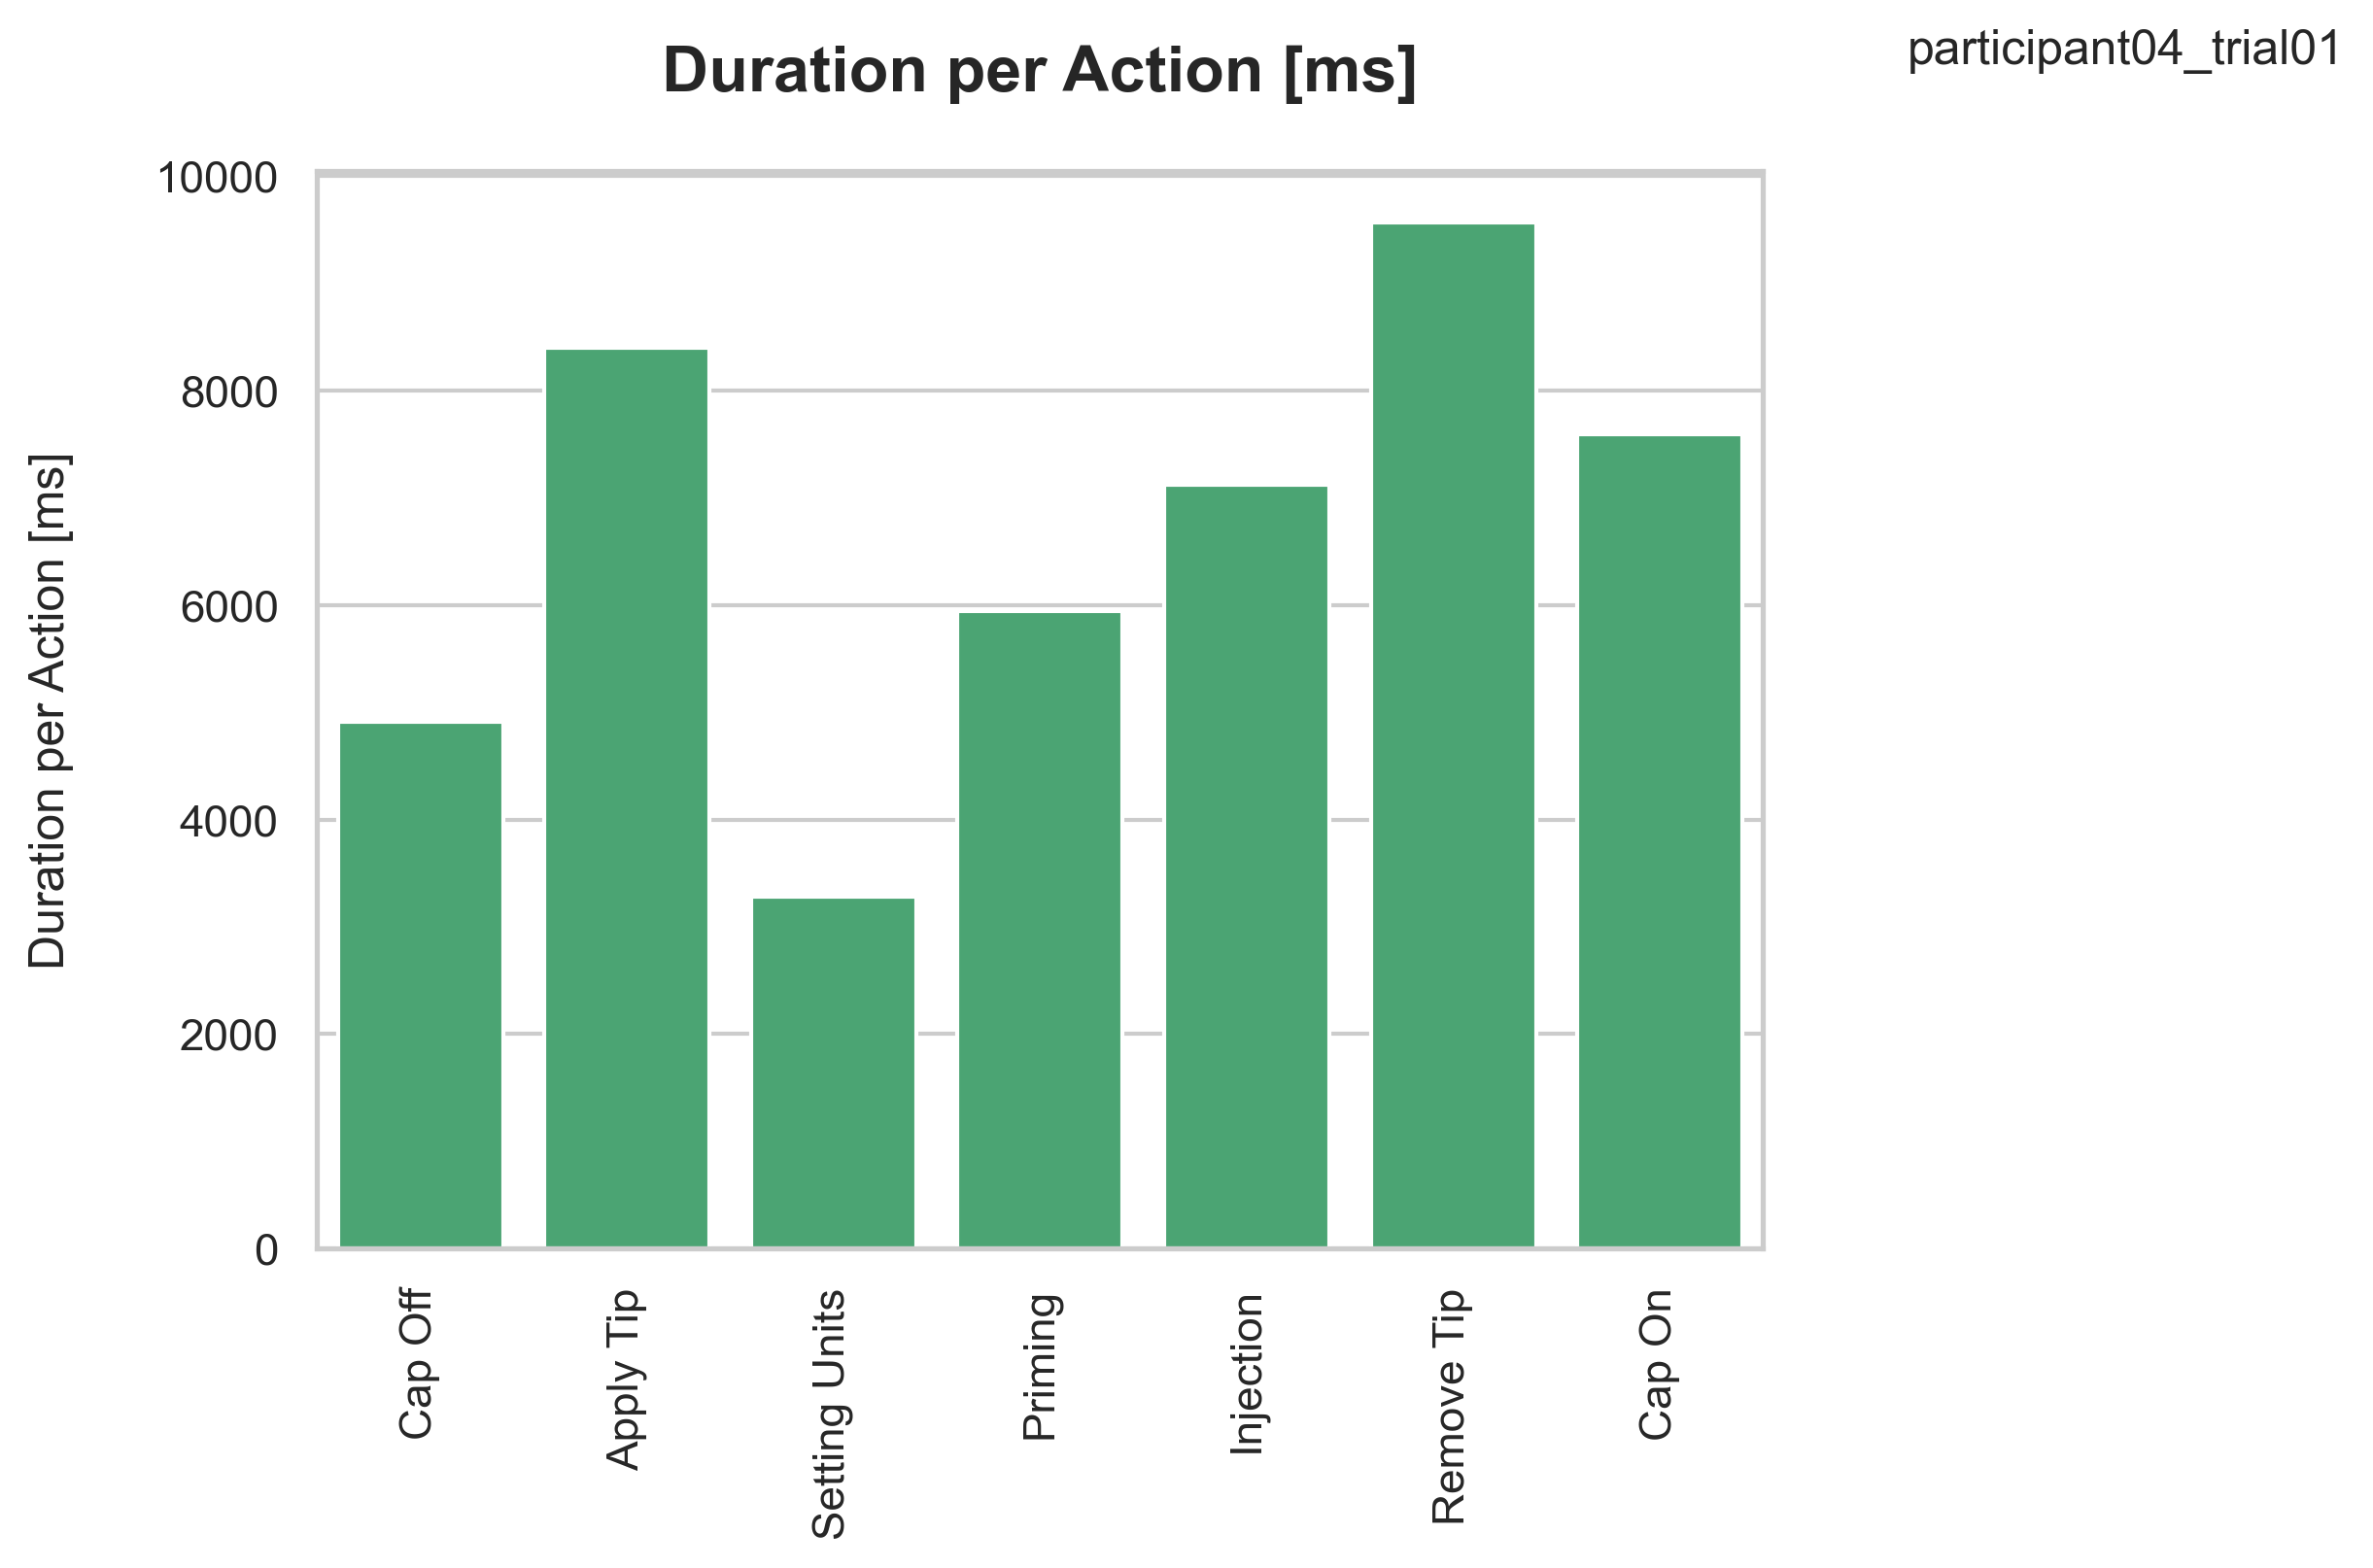 participant04_trial01
Duration per Action [ms]
Duration per Action [ms]
10000
8000
6000
4000
2000
0
Cap Off
Apply Tip
Setting Units
Priming
Injection
Remove Tip
Cap On